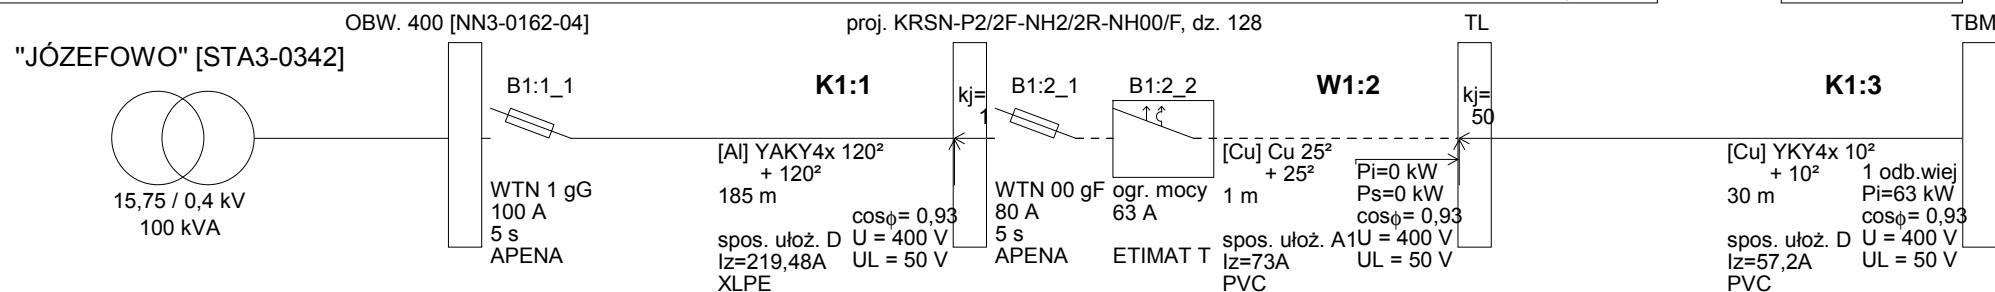 OBW. 400 [NN3-0162-04]
proj. KRSN-P2/2F-NH2/2R-NH00/F, dz. 128
TL
TBM
"JÓZEFOWO" [STA3-0342]
15,75 / 0,4 kV
100 kVA
B1:1_1
WTN 1 gG
100 A
5 s
APENA
K1:1
[Al] YAKY4x 120²
+ 120²
185 m
spos. ułoż. D
Iz=219,48A
XLPE
cosϕ= 0,93
U = 400 V
UL = 50 V
kj=
1
B1:2_1
WTN 00 gF
80 A
5 s
APENA
B1:2_2
ogr. mocy
63 A
ETIMAT T
W1:2
[Cu] Cu 25²
+ 25²
1 m
spos. ułoż. A1
Iz=73A
PVC
Pi=0 kW
Ps=0 kW
cosϕ= 0,93
U = 400 V
UL = 50 V
kj=
50
K1:3
[Cu] YKY4x 10²
+ 10²
30 m
spos. ułoż. D
Iz=57,2A
PVC
1 odb.wiej
Pi=63 kW
cosϕ= 0,93
U = 400 V
UL = 50 V